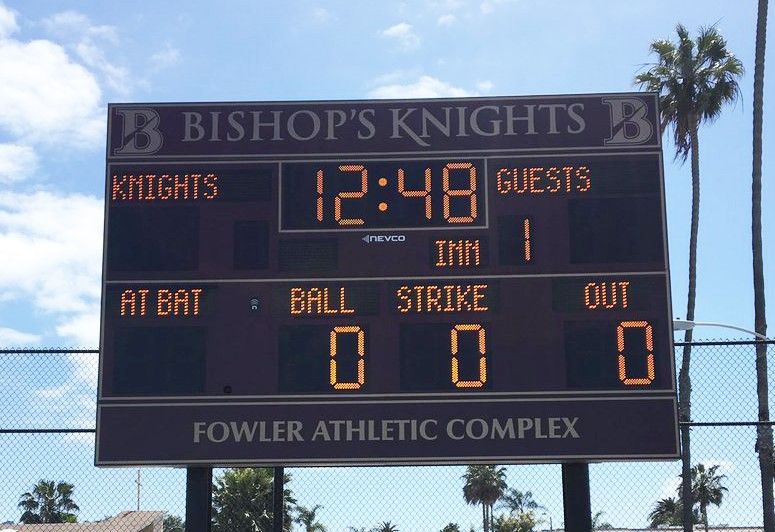 B BISHOP'S KNIGHTS B
KNIGHTS 12:48 GUESTS
NEVCO
INN 1
AT BAT BALL STRIKE OUT
0 0 0
FOWLER ATHLETIC COMPLEX